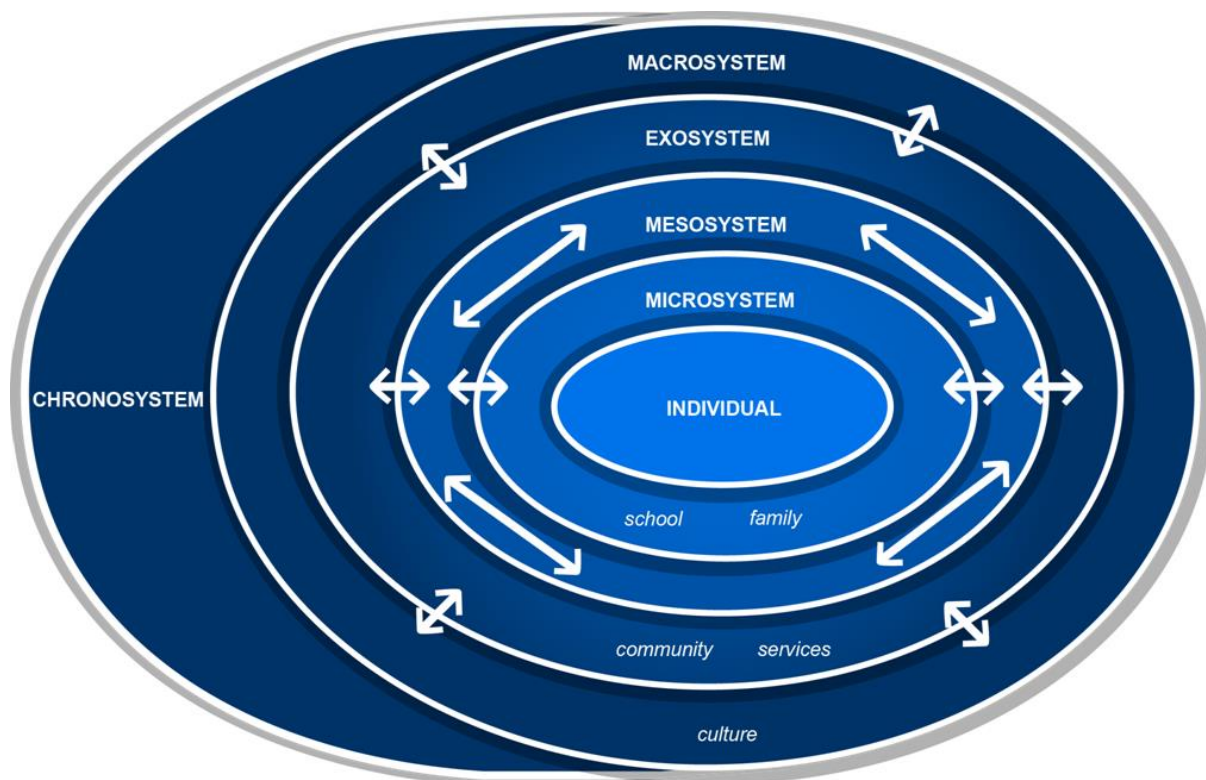 MACROSYSTEM
EXOSYSTEM
MESOSYSTEM
MICROSYSTEM
CHRONOSYSTEM
INDIVIDUAL
school family
community services
culture